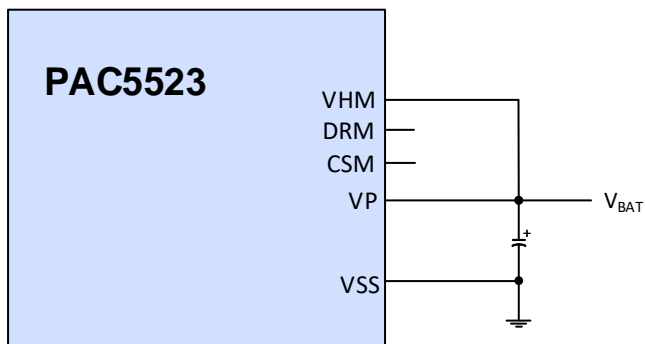 PAC5523
VHM
DRM
CSM
VP
VBAT
+
VSS